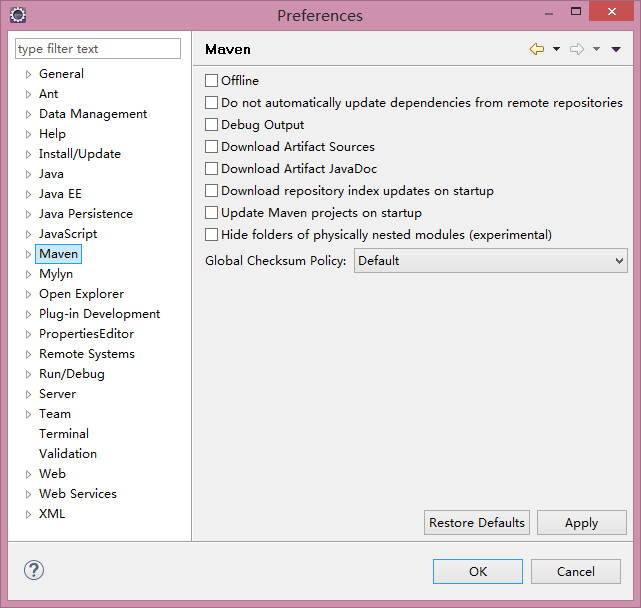 Preferences
type filter text
General
Ant
Data Management
Help
Install/Update
Java
Java EE
Java Persistence
JavaScript
Maven
Mylyn
Open Explorer
Plug-in Development
PropertiesEditor
Remote Systems
Run/Debug
Server
Team
Terminal
Validation
Web
Web Services
XML
Maven
Offline
Do not automatically update dependencies from remote repositories
Debug Output
Download Artifact Sources
Download Artifact JavaDoc
Download repository index updates on startup
Update Maven projects on startup
Hide folders of physically nested modules (experimental)
Global Checksum Policy: Default
Restore Defaults Apply
? OK Cancel